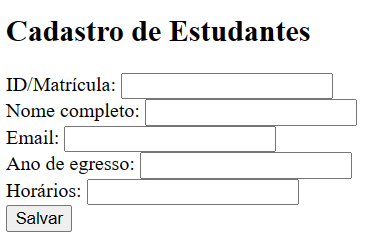 Cadastro de Estudantes
ID/Matrícula:
Nome completo:
Email:
Ano de egresso:
Horários:
Salvar